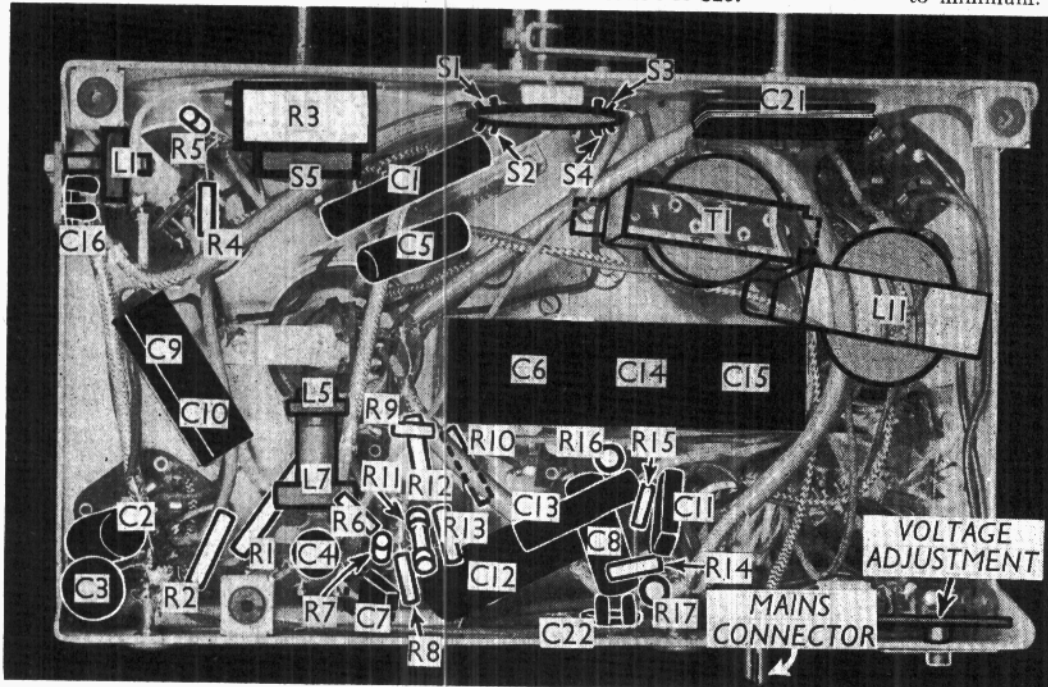 to minimum.
S1
S3
C21
R3
R5
L1
S2
S4
S5
C1
T1
C16
R4
C5
L11
C9
C6
C14
C15
L5
C10
R9
R10
R16
R15
L7
R11
R12
C13
C11
C2
R6
R13
C8
VOLTAGE
ADJUSTMENT
R1
C4
R14
C3
R2
C12
R7
C7
R17
MAINS
CONNECTOR
C22
R8